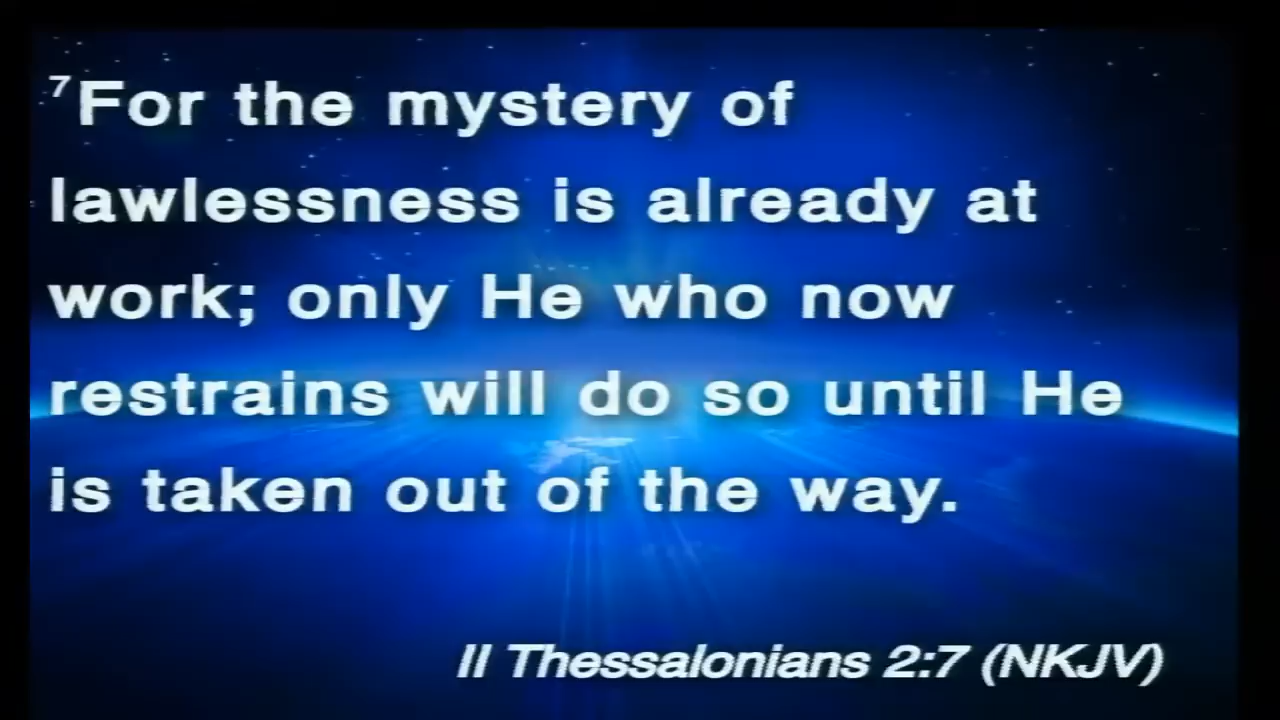 7For the mystery of
lawlessness is already at
work; only He who now
restrains will do so until He
is taken out of the way.
II Thessalonians 2:7 (NKJV)